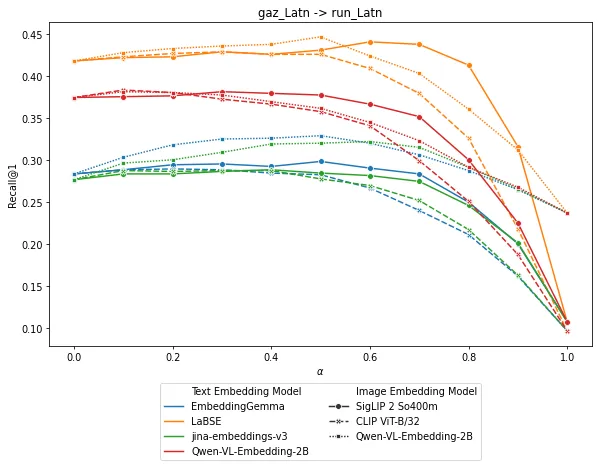 gaz_Latn -> run_Latn
Recall@1
0.45
0.40
0.35
0.30
0.25
0.20
0.15
0.10
0.0 0.2 0.4 0.6 0.8 1.0
α
Text Embedding Model Image Embedding Model
EmbeddingGemma SigLIP 2 So400m
LaBSE CLIP ViT-B/32
jina-embeddings-v3 Qwen-VL-Embedding-2B
Qwen-VL-Embedding-2B